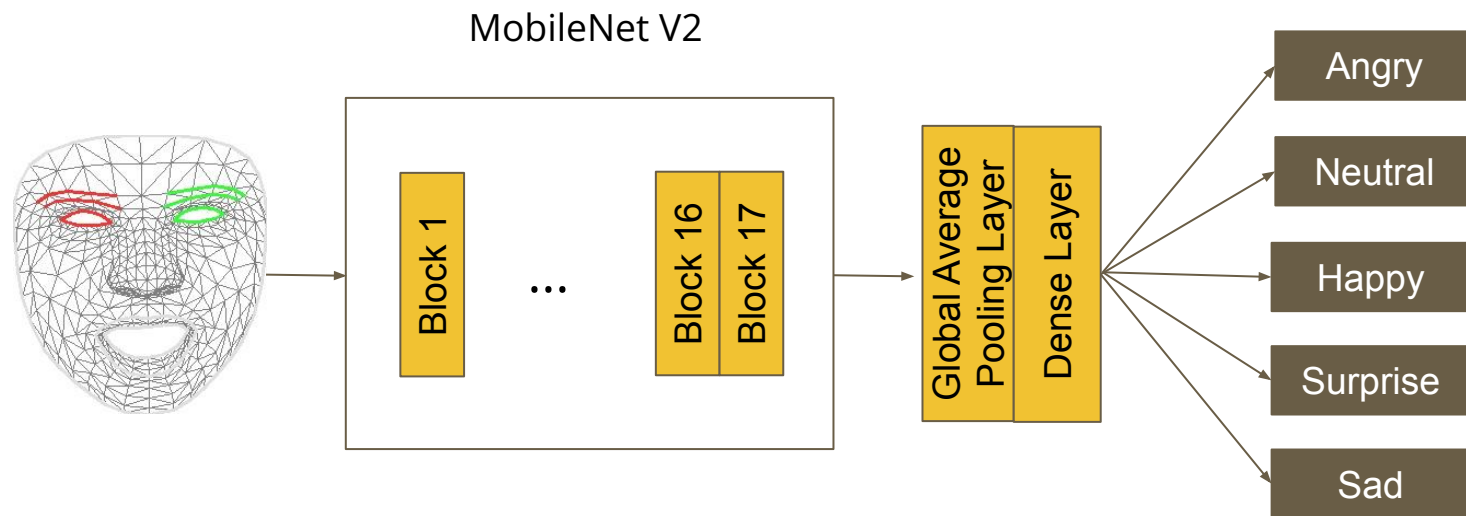 MobileNet V2
Block 1
...
Block 16
Block 17
Global Average
Pooling Layer
Dense Layer
Angry
Neutral
Happy
Surprise
Sad